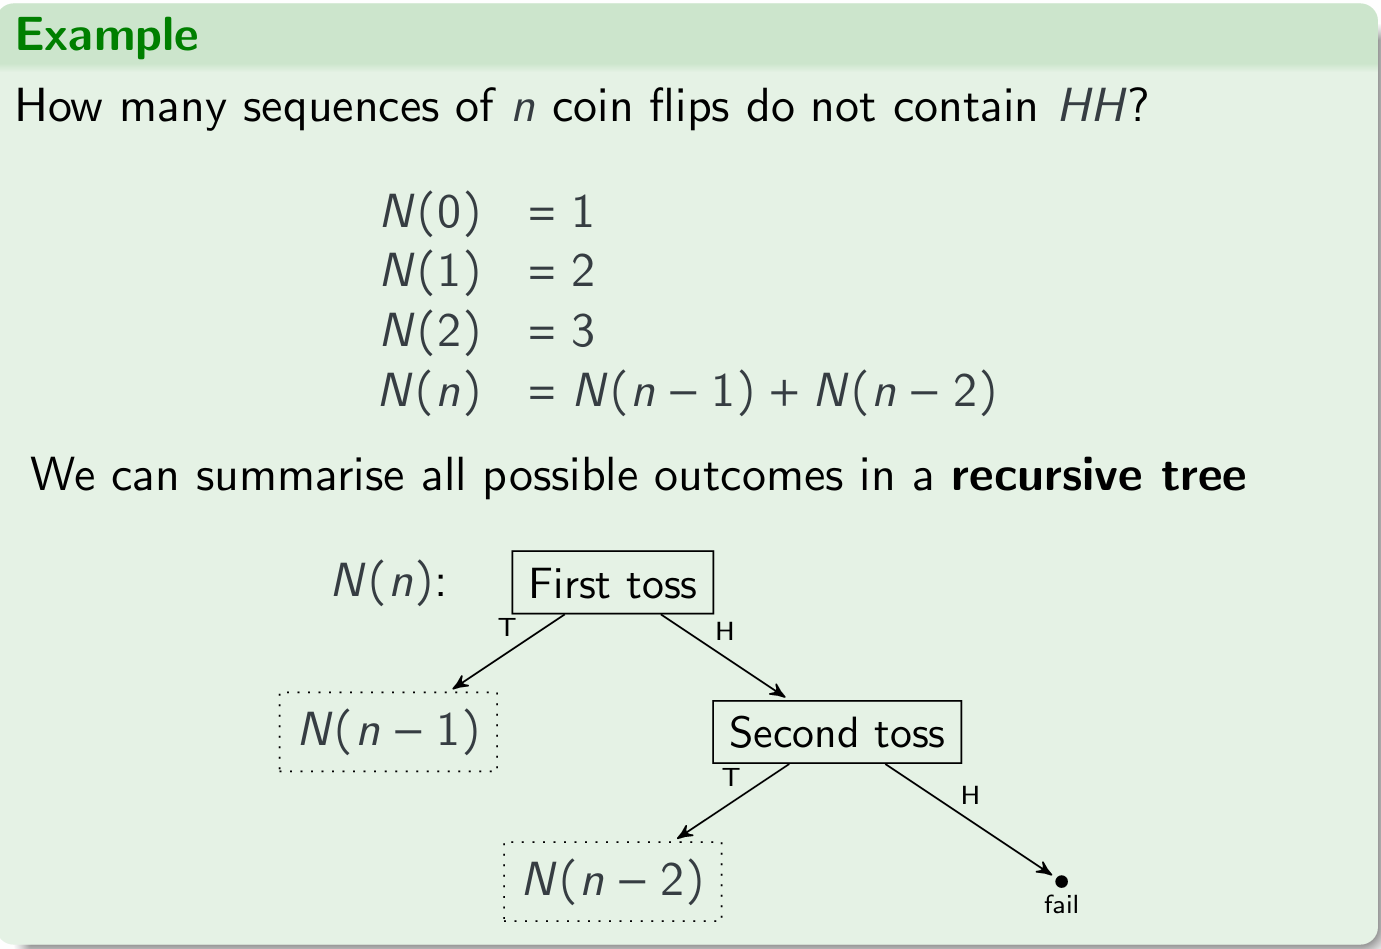 Example
How many sequences of n coin flips do not contain HH?
N(0) = 1
N(1) = 2
N(2) = 3
N(n) = N(n − 1) + N(n − 2)
We can summarise all possible outcomes in a recursive tree
N(n): First toss
T H
N(n − 1) Second toss
T H
N(n − 2)
fail